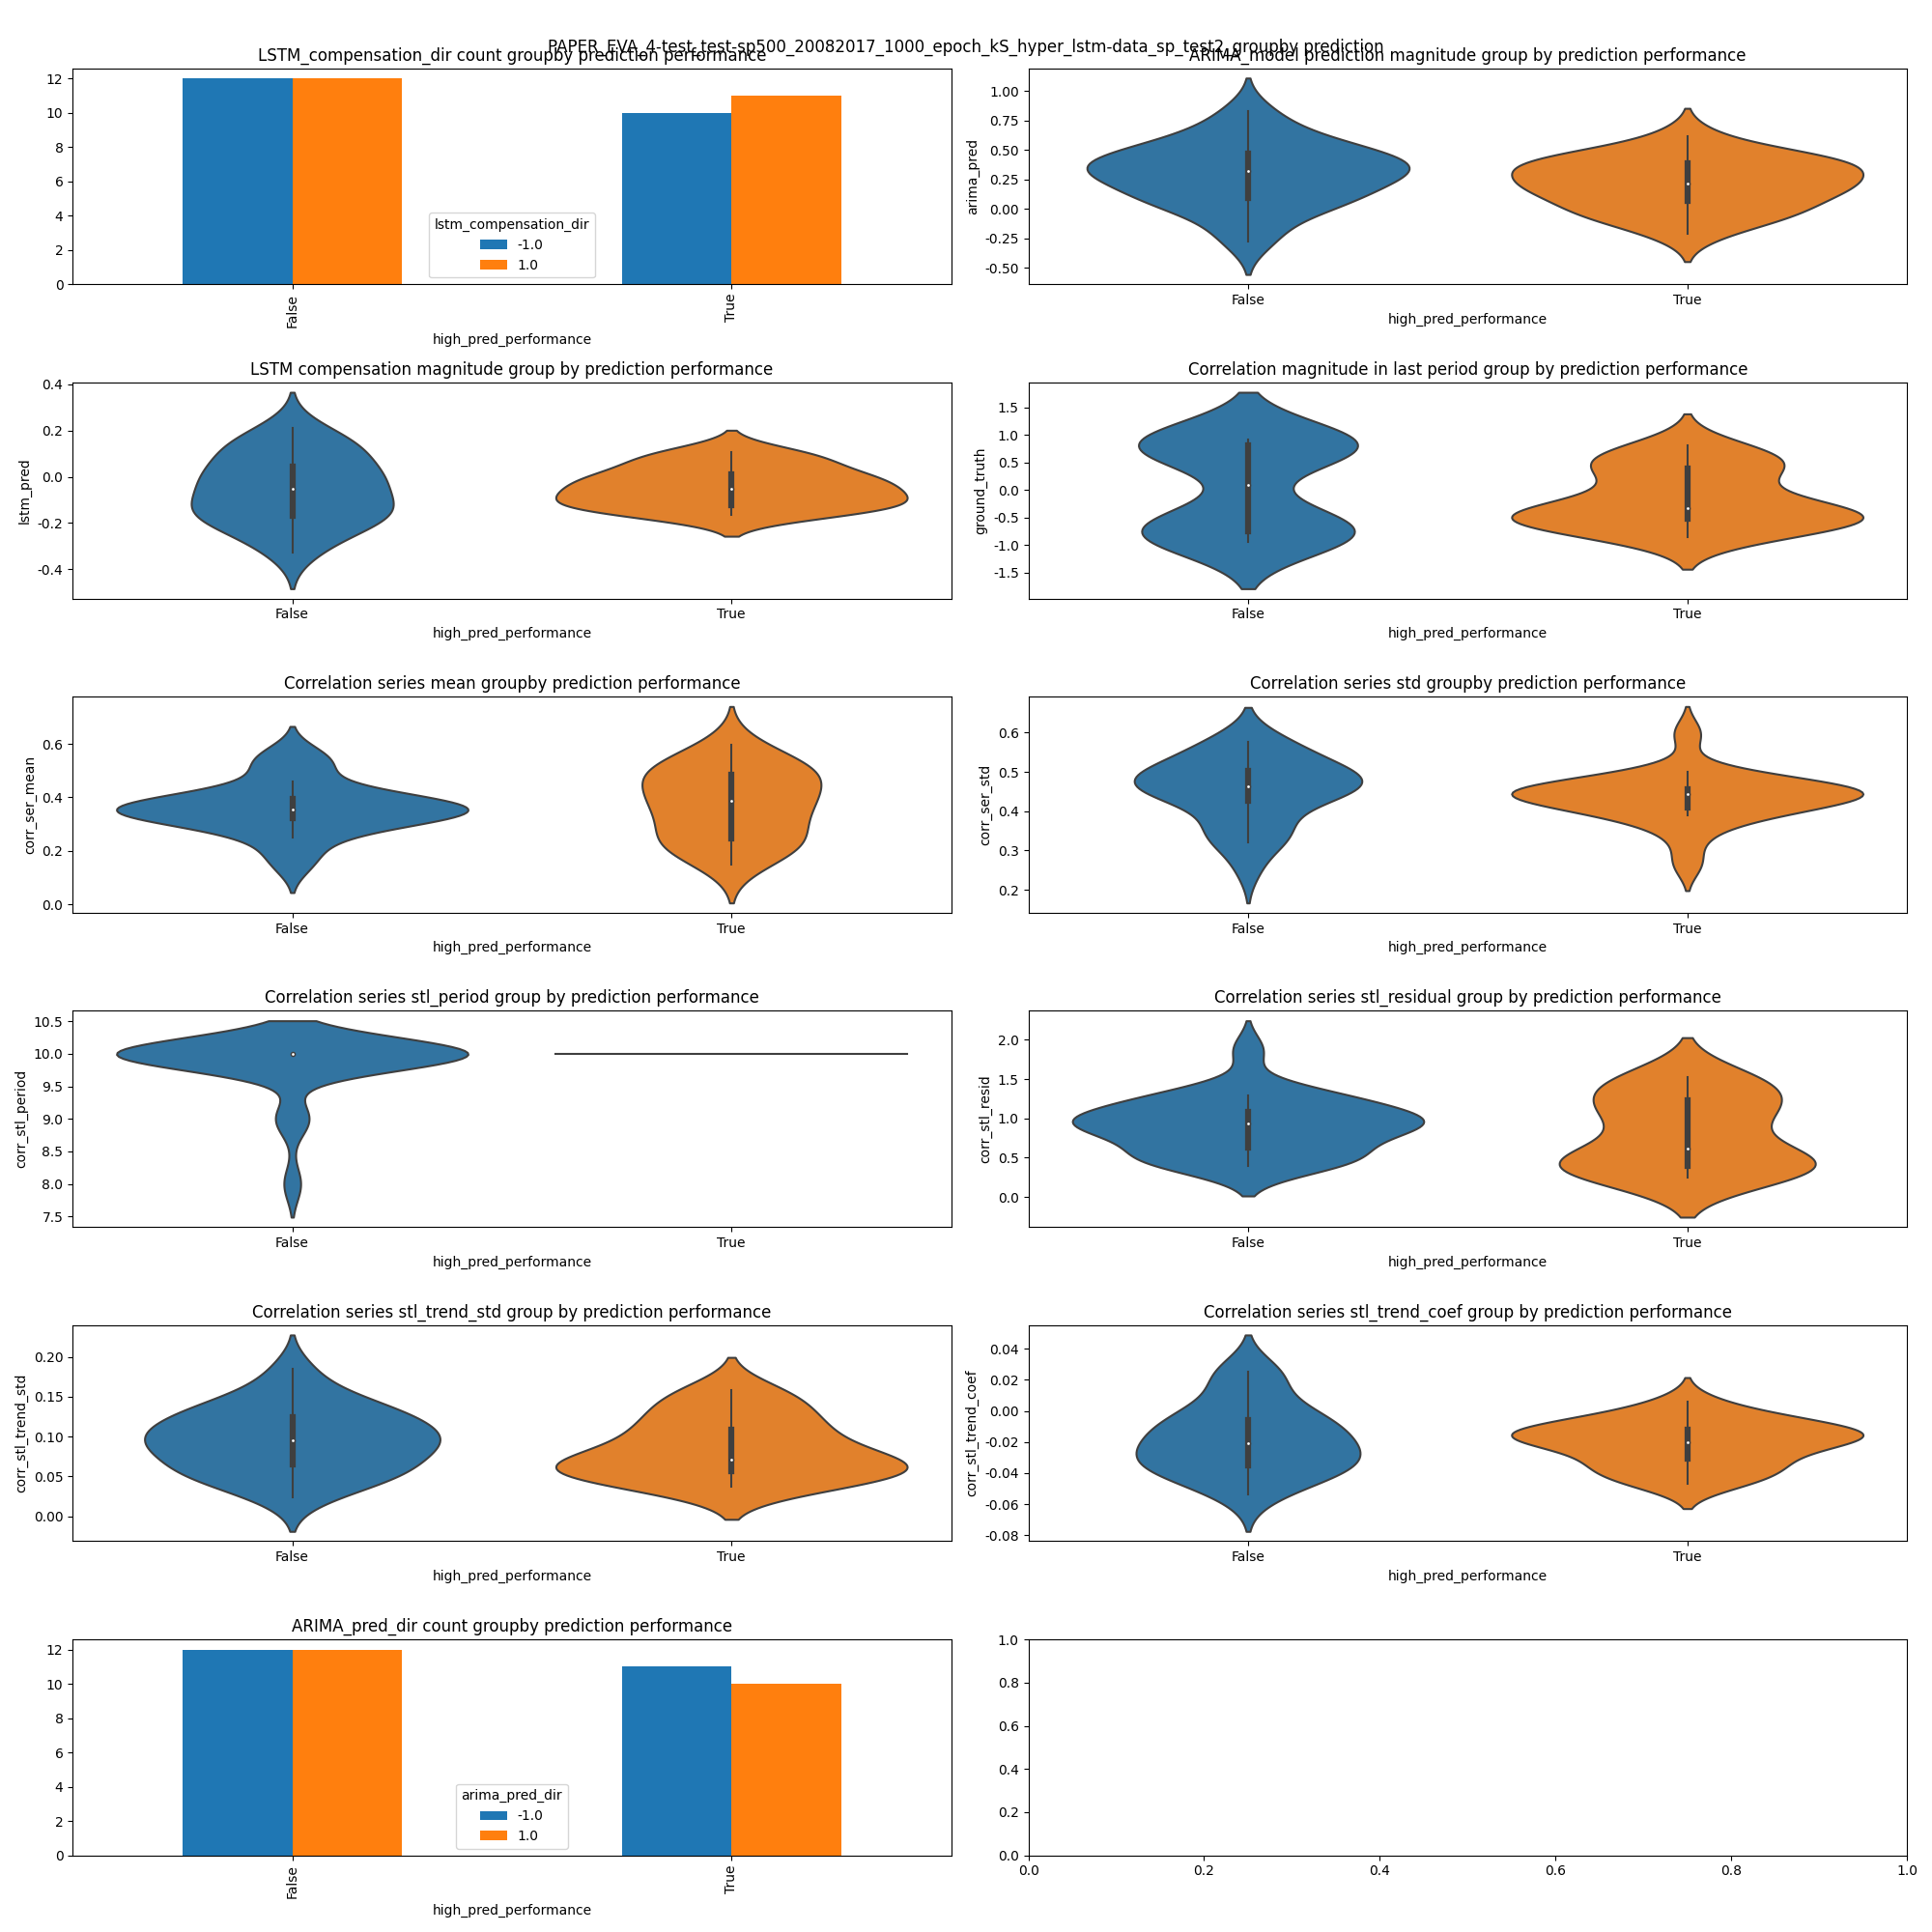 PAPER_EVA_4-test_test-sp500_20082017_1000_epoch_kS_hyper_lstm-data_sp_test2_groupby prediction
LSTM_compensation_dir count groupby prediction performance
12
10
8
6
4
2
0
lstm_compensation_dir
-1.0
1.0
False
True
high_pred_performance
ARIMA_model prediction magnitude group by prediction performance
arima_pred
1.00
0.75
0.50
0.25
0.00
-0.25
-0.50
False
True
high_pred_performance
LSTM compensation magnitude group by prediction performance
lstm_pred
0.4
0.2
0.0
-0.2
-0.4
False
True
high_pred_performance
Correlation magnitude in last period group by prediction performance
ground_truth
1.5
1.0
0.5
0.0
-0.5
-1.0
-1.5
False
True
high_pred_performance
Correlation series mean groupby prediction performance
corr_ser_mean
0.6
0.4
0.2
0.0
False
True
high_pred_performance
Correlation series std groupby prediction performance
corr_ser_std
0.6
0.5
0.4
0.3
0.2
False
True
high_pred_performance
Correlation series stl_period group by prediction performance
corr_stl_period
10.5
10.0
9.5
9.0
8.5
8.0
7.5
False
True
high_pred_performance
Correlation series stl_residual group by prediction performance
corr_stl_resid
2.0
1.5
1.0
0.5
0.0
False
True
high_pred_performance
Correlation series stl_trend_std group by prediction performance
corr_stl_trend_std
0.20
0.15
0.10
0.05
0.00
False
True
high_pred_performance
Correlation series stl_trend_coef group by prediction performance
corr_stl_trend_coef
0.04
0.02
0.00
-0.02
-0.04
-0.06
-0.08
False
True
high_pred_performance
ARIMA_pred_dir count groupby prediction performance
12
10
8
6
4
2
0
arima_pred_dir
-1.0
1.0
False
True
high_pred_performance
1.0
0.8
0.6
0.4
0.2
0.0
0.0
0.2
0.4
0.6
0.8
1.0